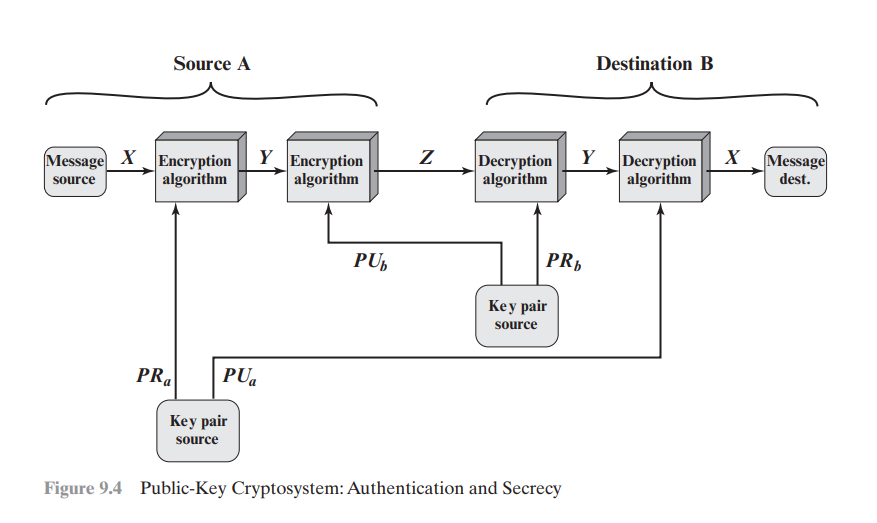 Source A
Destination B
Message
source
X
Encryption
algorithm
Y
Encryption
algorithm
Z
Decryption
algorithm
Y
Decryption
algorithm
X
Message
dest.
PUb
PRb
Key pair
source
PRa
PUa
Key pair
source
Figure 9.4 Public-Key Cryptosystem: Authentication and Secrecy